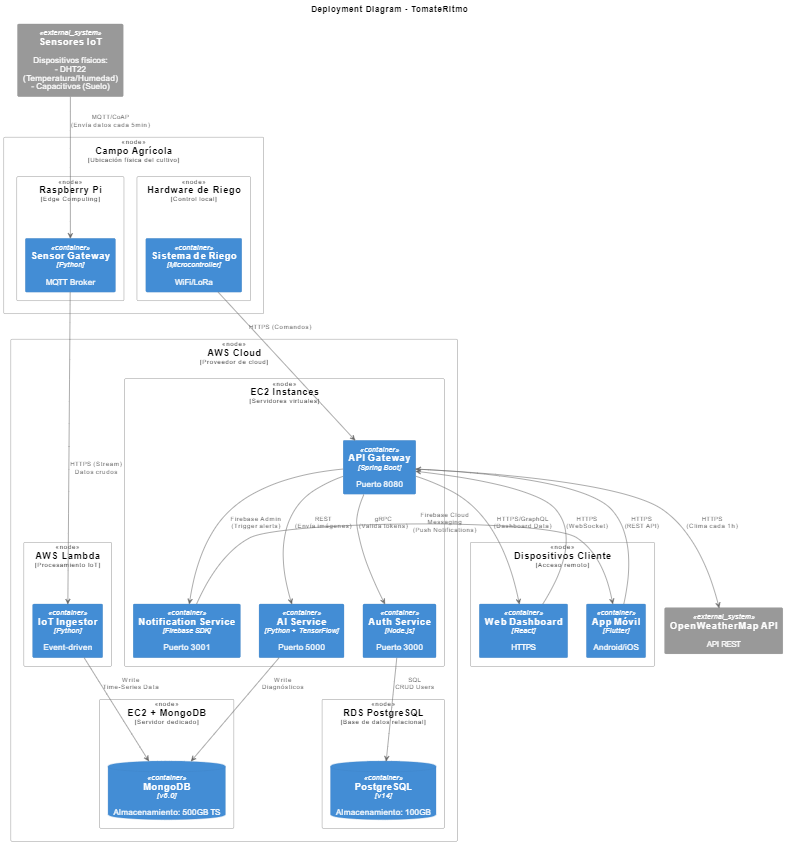 Deployment Diagram - TomateRitmo
«external_system»
Sensores IoT
Dispositivos físicos:
- DHT22
(Temperatura/Humedad)
- Capacitivos (Suelo)
MQTT/CoAP
(Envía datos cada 5min)
«node»
Campo Agrícola
[Ubicación física del cultivo]
«node»
Raspberry Pi
[Edge Computing]
«node»
Hardware de Riego
[Control local]
«container»
Sensor Gateway
[Python]
MQTT Broker
«container»
Sistema de Riego
[Microcontroller]
WiFi/LoRa
HTTPS (Comandos)
«node»
AWS Cloud
[Proveedor de cloud]
«node»
EC2 Instances
[Servidores virtuales]
«container»
API Gateway
[Spring Boot]
Puerto 8080
HTTPS (Stream)
Datos crudos
Firebase Admin
(Trigger alerta)
REST
(Envía imágenes)
gRPC
(Valida tokens)
Firebase Cloud
Messaging
(Push Notifications)
HTTPS/GraphQL
(Dashboard Data)
HTTPS
(WebSocket)
HTTPS
(REST API)
HTTPS
(Clima cada 1h)
«node»
AWS Lambda
[Procesamiento IoT]
«node»
Dispositivos Cliente
[Acceso remoto]
«container»
IoT Ingestor
[Python]
Event-driven
«container»
Notification Service
[Firebase SDK]
Puerto 3001
«container»
AI Service
[Python + TensorFlow]
Puerto 5000
«container»
Auth Service
[Node.js]
Puerto 3000
«container»
Web Dashboard
[React]
HTTPS
«container»
App Móvil
[Flutter]
Android/iOS
«external_system»
OpenWeatherMap API
API REST
Write
Time-Series Data
Write
Diagnósticos
SQL
CRUD Users
«node»
EC2 + MongoDB
[Servidor dedicado]
«node»
RDS PostgreSQL
[Base de datos relacional]
«container»
MongoDB
[v6.0]
Almacenamiento: 500GB TS
«container»
PostgreSQL
[v14]
Almacenamiento: 100GB